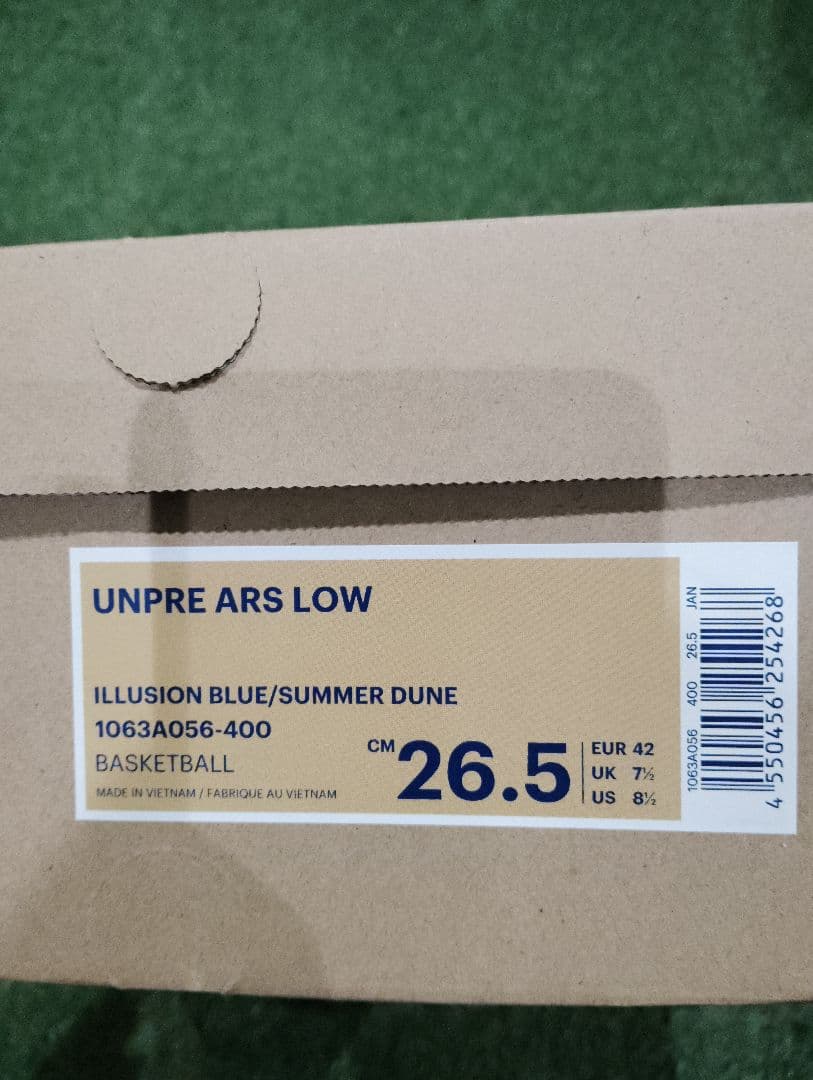 UNPRE ARS LOW
ILLUSION BLUE/SUMMER DUNE
1063A056-400
BASKETBALL
MADE IN VIETNAM / FABRIQUE AU VIETNAM
CM 26.5
EUR 42
UK 7½
US 8½
1063A056 400 26.5 JAN
4 550456 254268